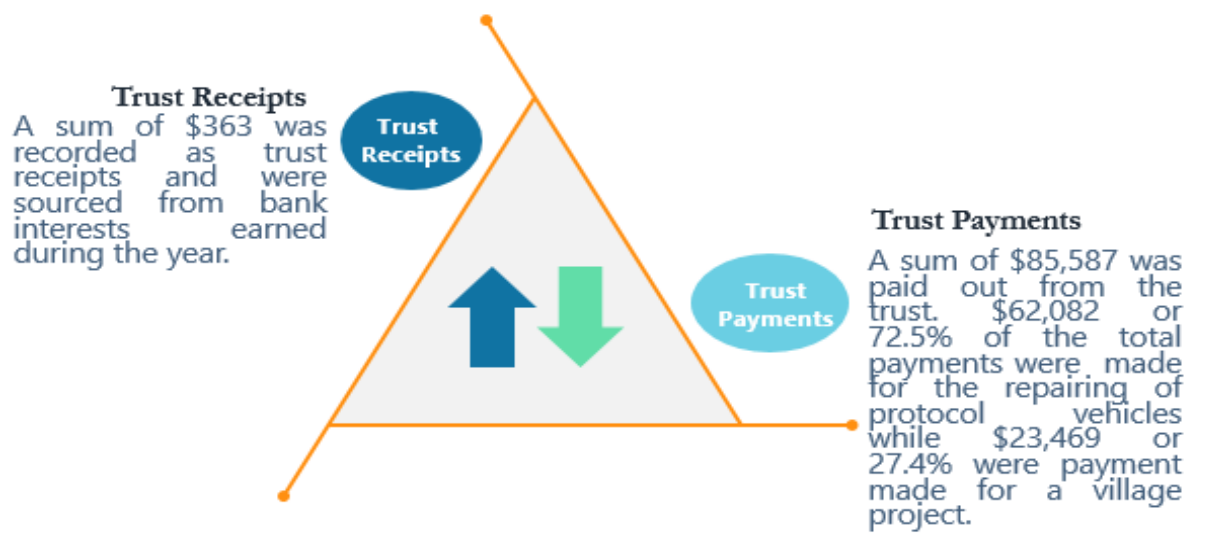 Trust Receipts
A sum of $363 was
recorded as trust
receipts and were
sourced from bank
interests earned
during the year.
Trust
Receipts
Trust Payments
A sum of $85,587 was
paid out from the
trust. $62,082 or
72.5% of the total
payments were made
for the repairing of
protocol vehicles
while $23,469 or
27.4% were payment
made for a village
project.
Trust
Payments